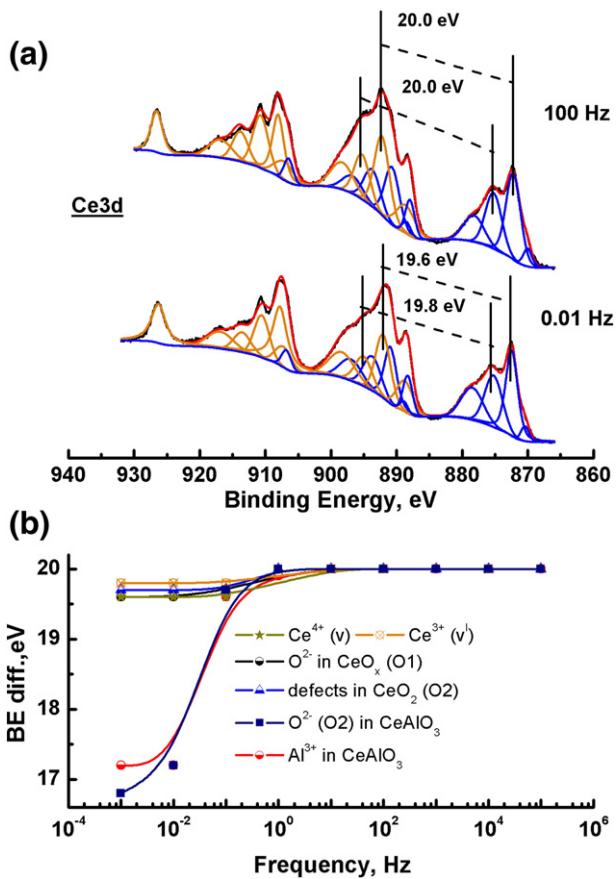 (a)
20.0 eV
20.0 eV
100 Hz
Ce3d
19.6 eV
19.8 eV
0.01 Hz
940 930 920 910 900 890 880 870 860
Binding Energy, eV
(b)
20
19
18
17
BE diff.,eV
Ce⁴⁺ (v) Ce³⁺ (vˡ)
O²⁻ in CeOₓ (O1)
defects in CeO₂ (O2)
O²⁻ (O2) in CeAlO₃
Al³⁺ in CeAlO₃
10⁻⁴ 10⁻² 10⁰ 10² 10⁴ 10⁶
Frequency, Hz